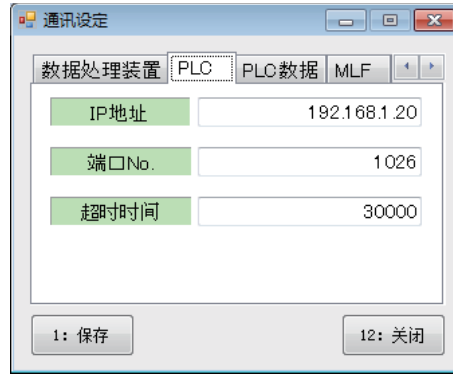 通讯设定
数据处理装置 PLC PLC数据 MLF
IP地址 192.168.1.20
端口No. 1026
超时时间 30000
1: 保存 12: 关闭